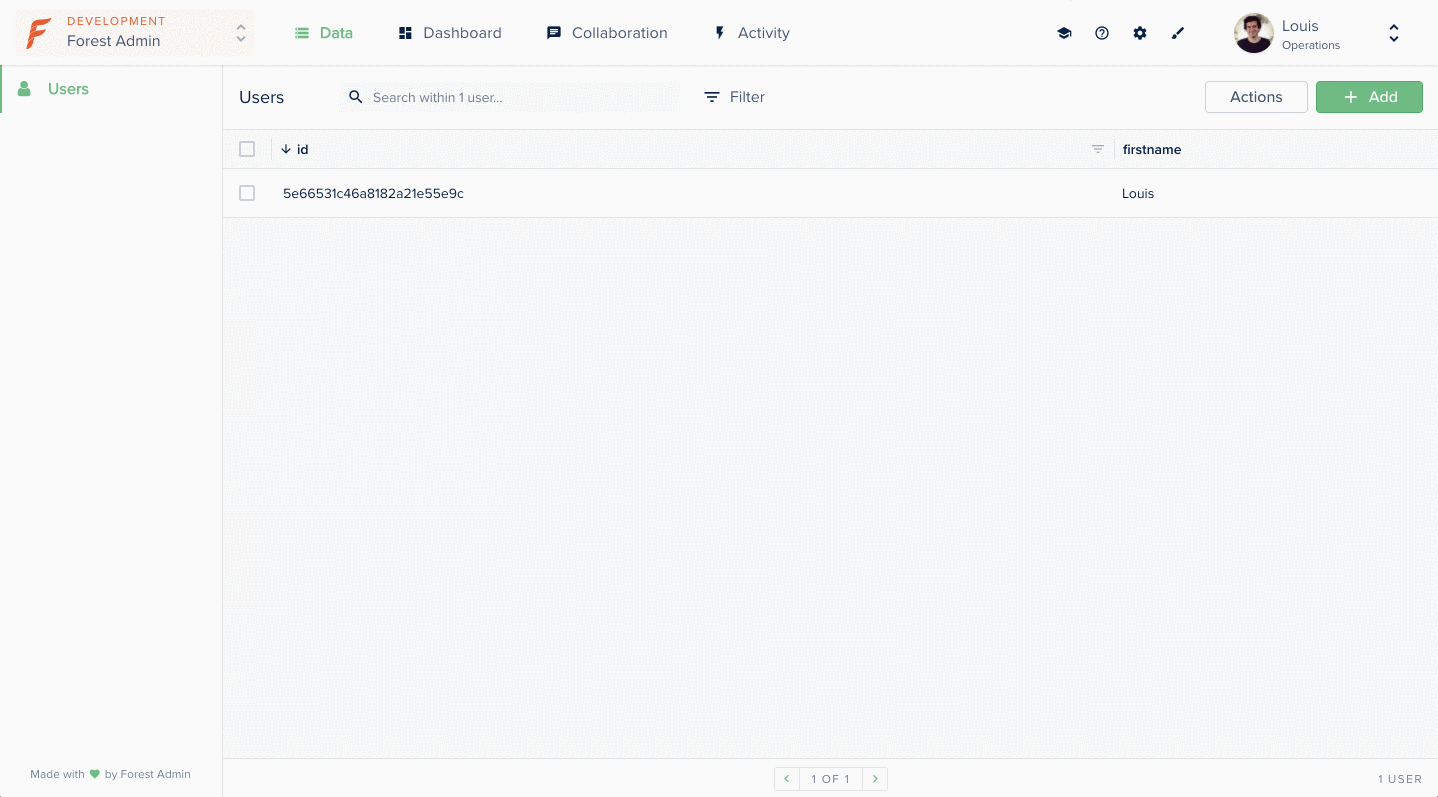 DEVELOPMENT
Forest Admin
Data
Dashboard
Collaboration
Activity
Louis
Operations
Users
Users
Search within 1 user...
Filter
Actions
+ Add
id
firstname
5e66531c46a8182a21e55e9c
Louis
Made with by Forest Admin
1 OF 1
1 USER